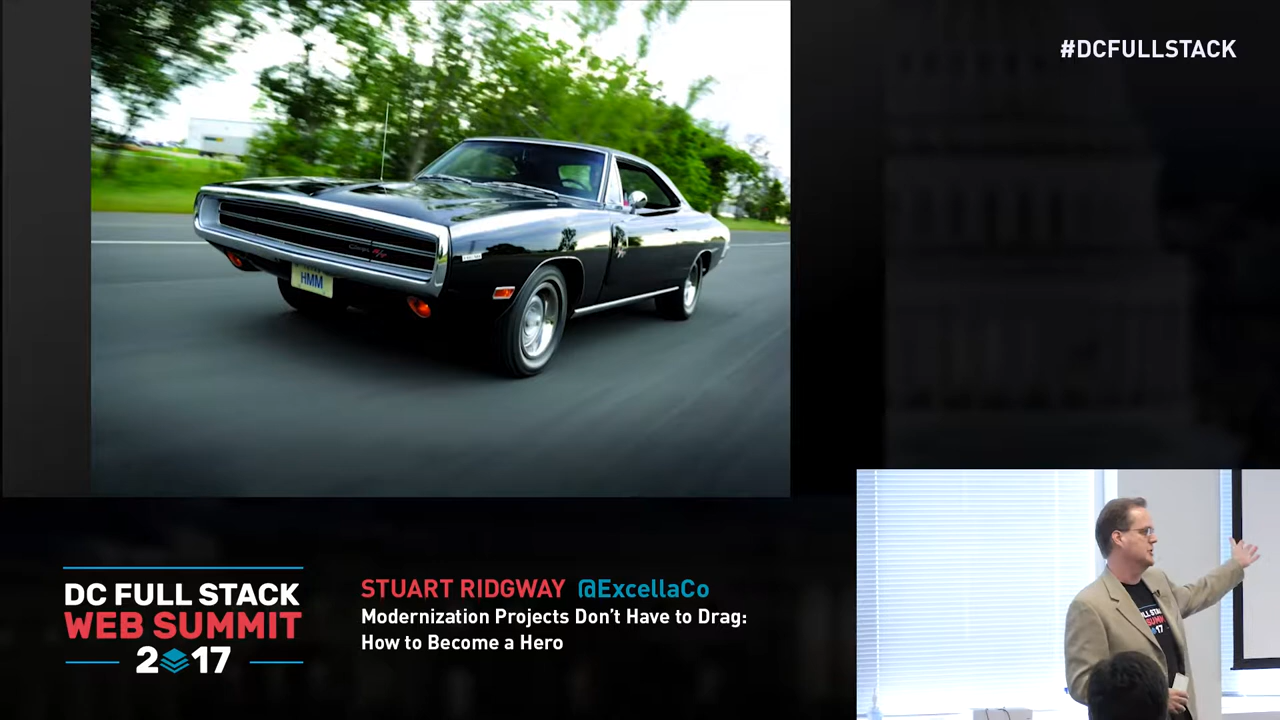 #DCFULLSTACK
HMM
DC FULL STACK
WEB SUMMIT
2017
STUART RIDGWAY @ExcellaCo
Modernization Projects Don't Have to Drag:
How to Become a Hero